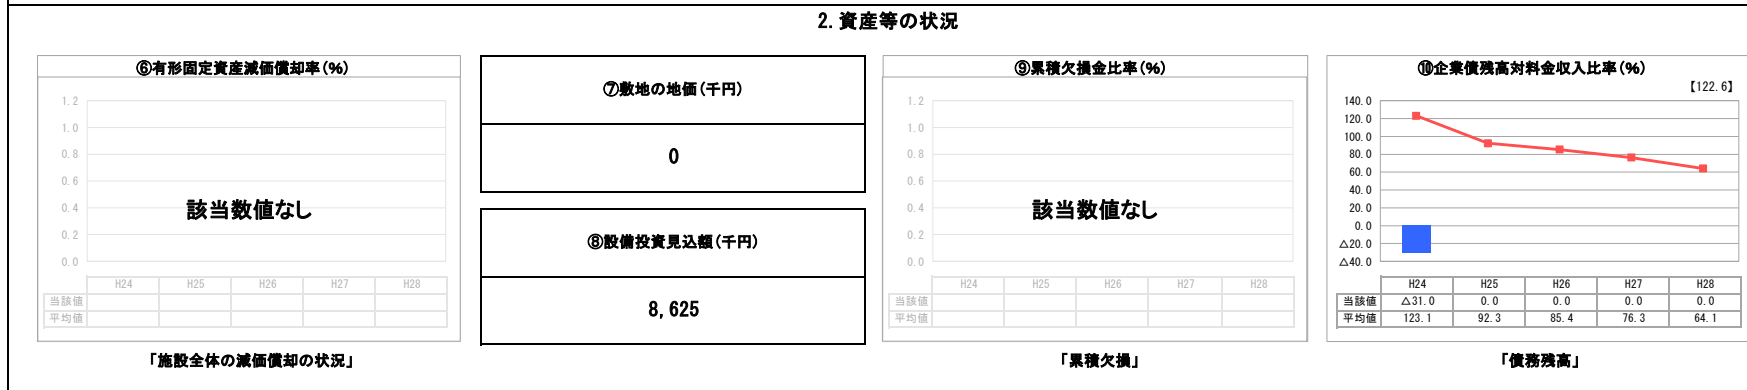 2.資産等の状況
⑥有形固定資産減価償却率(%)
1.2
1.0
0.8
0.6
0.4
0.2
0.0
該当数値なし
H24 H25 H26 H27 H28
当該値
平均値
「施設全体の減価償却の状況」
⑦敷地の地価(千円)
0
⑧設備投資見込額(千円)
8,625
⑨累積欠損金比率(%)
1.2
1.0
0.8
0.6
0.4
0.2
0.0
該当数値なし
H24 H25 H26 H27 H28
当該値
平均値
「累積欠損」
⑩企業債残高対料金収入比率(%)
【122.6】
140.0
120.0
100.0
80.0
60.0
40.0
20.0
0.0
△20.0
△40.0
H24 H25 H26 H27 H28
当該値 △31.0 0.0 0.0 0.0 0.0
平均値 123.1 92.3 85.4 76.3 64.1
「債務残高」